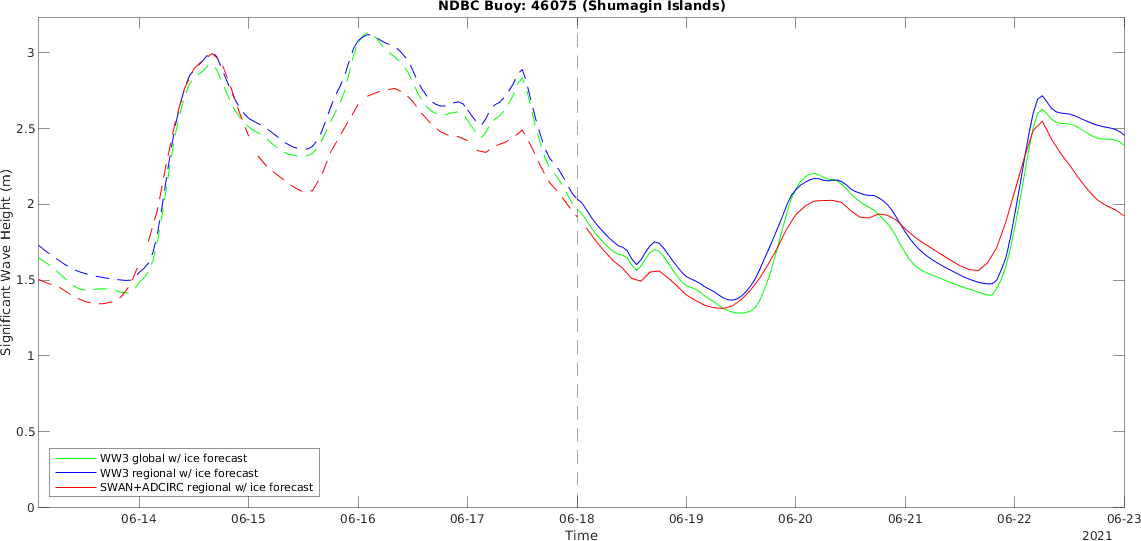 NDBC Buoy: 46075 (Shumagin Islands)
3
2.5
2
1.5
1
0.5
0
Significant Wave Height (m)
WW3 global w/ ice forecast
WW3 regional w/ ice forecast
SWAN+ADCIRC regional w/ ice forecast
06-14 06-15 06-16 06-17 06-18 06-19 06-20 06-21 06-22 06-23
Time
2021